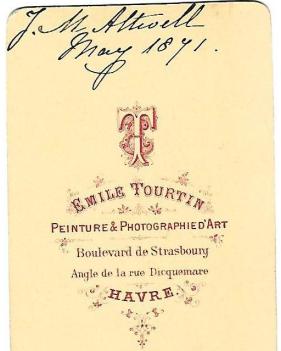 J. M. Attwell
May 1871.
ET
EMILE TOURTIN
PEINTURE & PHOTOGRAPHIE D'ART
Boulevard de Strasbourg
Angle de la rue Dicquemare
HAVRE.